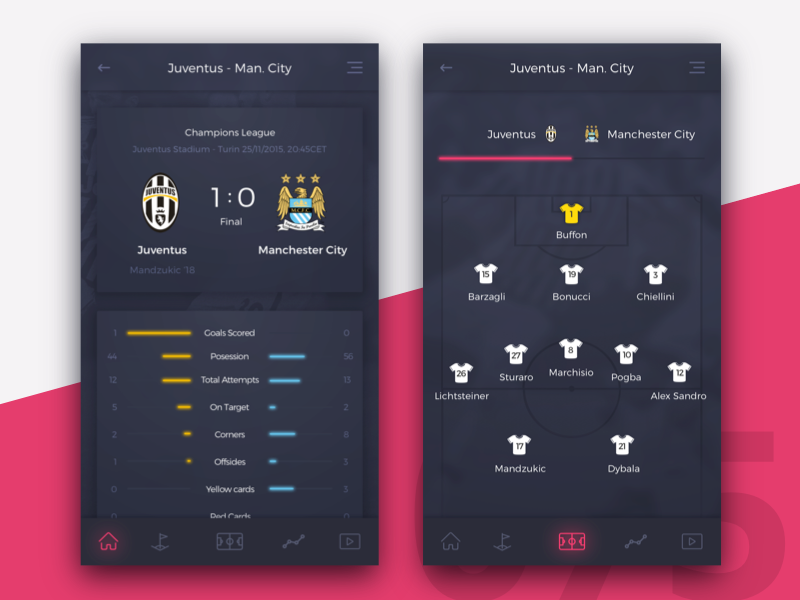 Juventus - Man. City
Champions League
Juventus Stadium - Turin 25/11/2015, 20:45CET
JUVENTUS
MCFC
1:0
Final
Juventus
Manchester City
Mandzukic '18
1 Goals Scored 0
44 Posession 56
12 Total Attempts 13
5 On Target 2
2 Corners 8
1 Offsides 3
0 Yellow cards 3
0 Red Cards 0
Juventus - Man. City
Juventus
Manchester City
1
Buffon
15
Barzagli
19
Bonucci
3
Chiellini
26
Lichtsteiner
27
Sturaro
8
Marchisio
10
Pogba
12
Alex Sandro
17
Mandzukic
21
Dybala
075